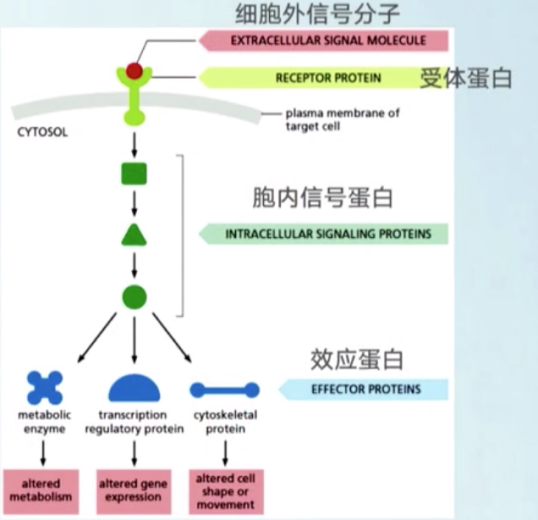 细胞外信号分子
EXTRACELLULAR SIGNAL MOLECULE
RECEPTOR PROTEIN
受体蛋白
plasma membrane of
target cell
CYTOSOL
胞内信号蛋白
INTRACELLULAR SIGNALING PROTEINS
效应蛋白
EFFECTOR PROTEINS
metabolic
enzyme
transcription
regulatory protein
cytoskeletal
protein
altered
metabolism
altered gene
expression
altered cell
shape or
movement